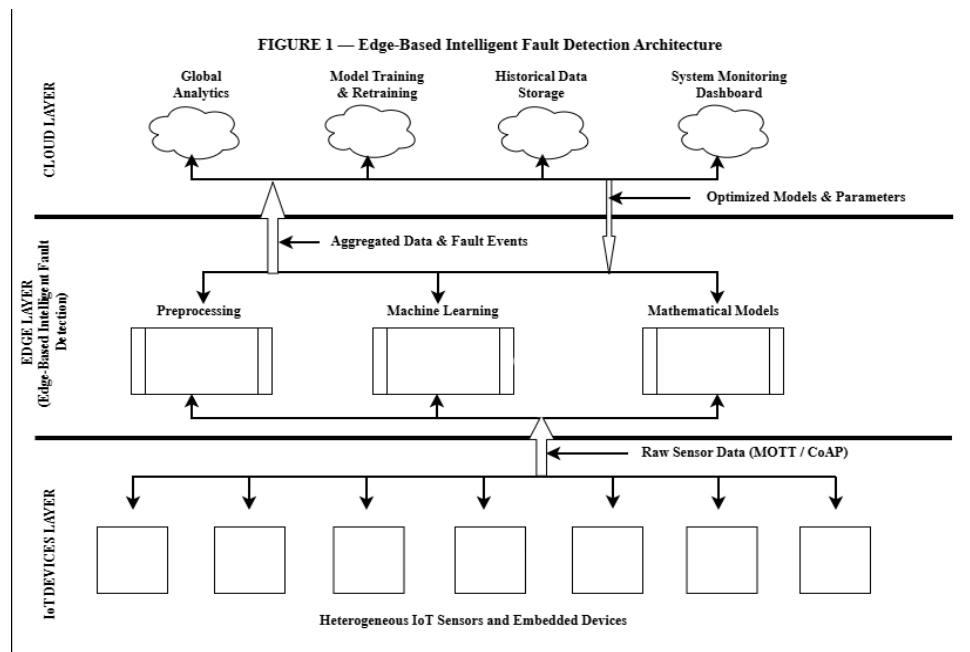 FIGURE 1 — Edge-Based Intelligent Fault Detection Architecture
CLOUD LAYER
Global
Analytics
Model Training
& Retraining
Historical Data
Storage
System Monitoring
Dashboard
Optimized Models & Parameters
Aggregated Data & Fault Events
EDGE LAYER
(Edge-Based Intelligent Fault
Detection)
Preprocessing
Machine Learning
Mathematical Models
Raw Sensor Data (MOTT / CoAP)
IoT DEVICES LAYER
Heterogeneous IoT Sensors and Embedded Devices